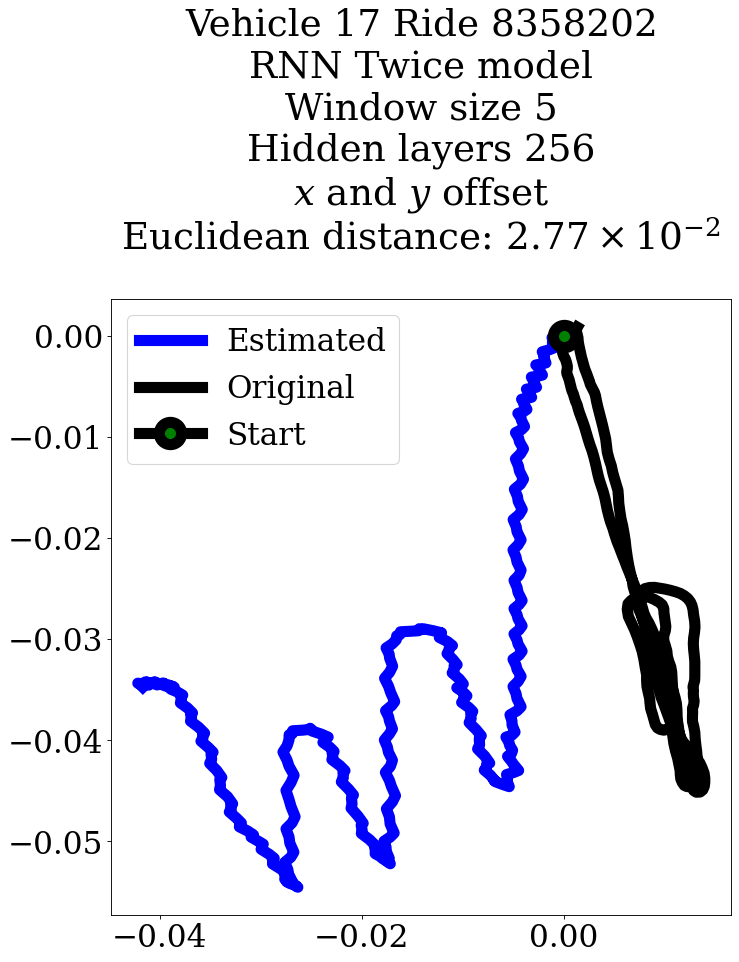 Vehicle 17 Ride 8358202
RNN Twice model
Window size 5
Hidden layers 256
x and y offset
Euclidean distance: 2.77 × 10⁻²
Estimated
Original
Start
0.00
−0.01
−0.02
−0.03
−0.04
−0.05
−0.04 −0.02 0.00